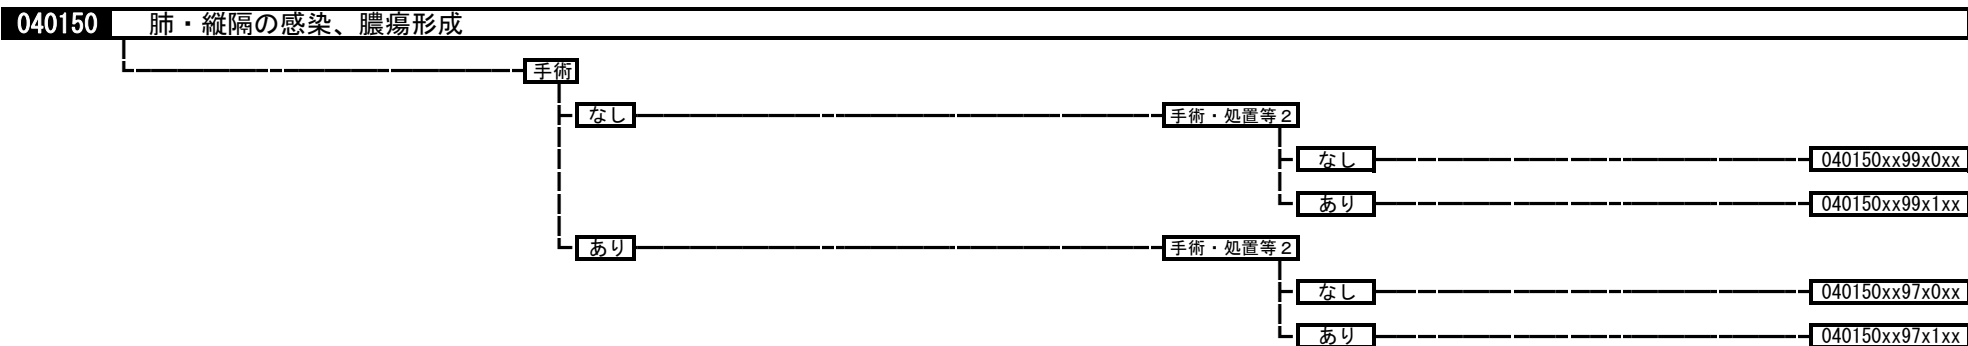 040150 肺・縦隔の感染、膿瘍形成
手術
なし 手術・処置等2
なし 040150xx99x0xx
あり 040150xx99x1xx
あり 手術・処置等2
なし 040150xx97x0xx
あり 040150xx97x1xx